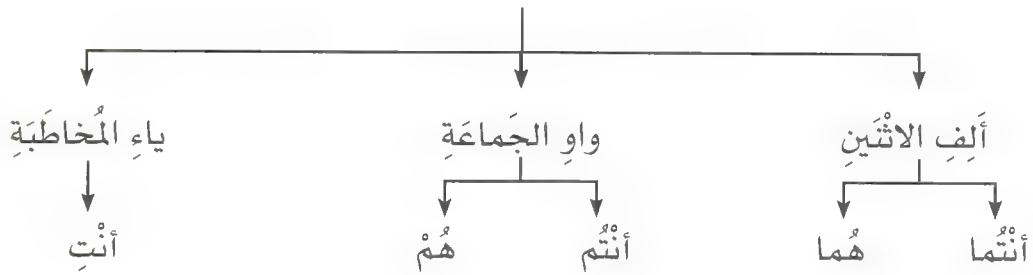 أَلِفِ الاثْنَينِ واوِ الجَماعَةِ ياءِ المُخاطَبَةِ
أنْتُما هُما أنْتُم هُمْ أنْتِ